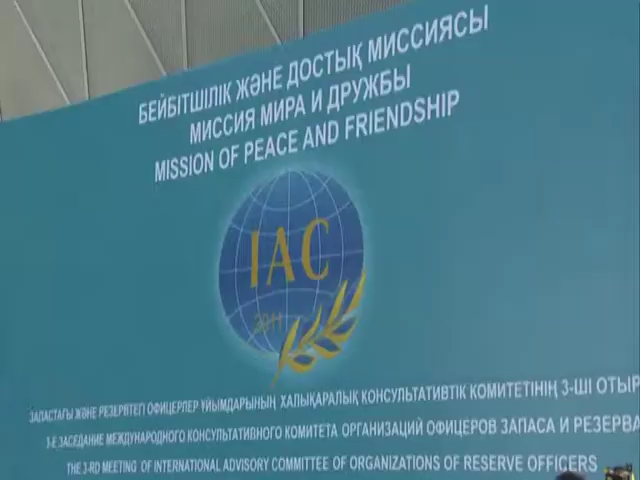 БЕЙБІТШІЛІК ЖӘНЕ ДОСТЫҚ МИССИЯСЫ
МИССИЯ МИРА И ДРУЖБЫ
MISSION OF PEACE AND FRIENDSHIP
IAC
2011
ЗАПАСТАҒЫ ЖӘНЕ РЕЗЕРВТЕГІ ОФИЦЕРЛЕР ҰЙЫМДАРЫНЫҢ ХАЛЫҚАРАЛЫҚ КОНСУЛЬТАТИВТІК КОМИТЕТІНІҢ 3-ШІ ОТЫР
3-Е ЗАСЕДАНИЕ МЕЖДУНАРОДНОГО КОНСУЛЬТАТИВНОГО КОМИТЕТА ОРГАНИЗАЦИЙ ОФИЦЕРОВ ЗАПАСА И РЕЗЕРВА
THE 3-RD MEETING OF INTERNATIONAL ADVISORY COMMITTEE OF ORGANIZATIONS OF RESERVE OFFICERS